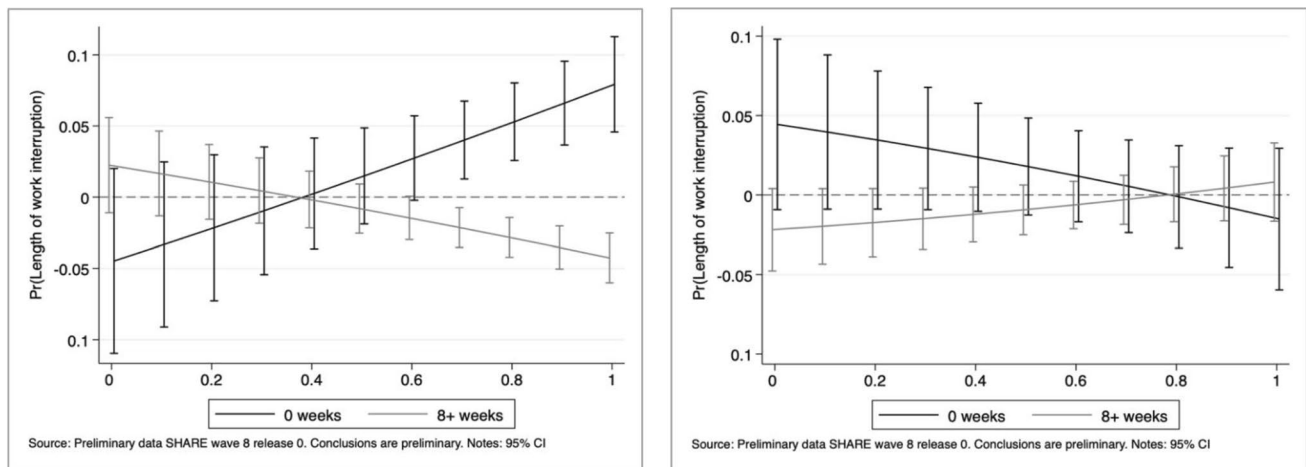 Pr(Length of work interruption)
0.1
0.05
0
-0.05
0.1
0 0.2 0.4 0.6 0.8 1
0 weeks 8+ weeks
Source: Preliminary data SHARE wave 8 release 0. Conclusions are preliminary. Notes: 95% CI
Pr(Length of work interruption)
0.1
0.05
0
-0.05
0.1
0 0.2 0.4 0.6 0.8 1
0 weeks 8+ weeks
Source: Preliminary data SHARE wave 8 release 0. Conclusions are preliminary. Notes: 95% CI